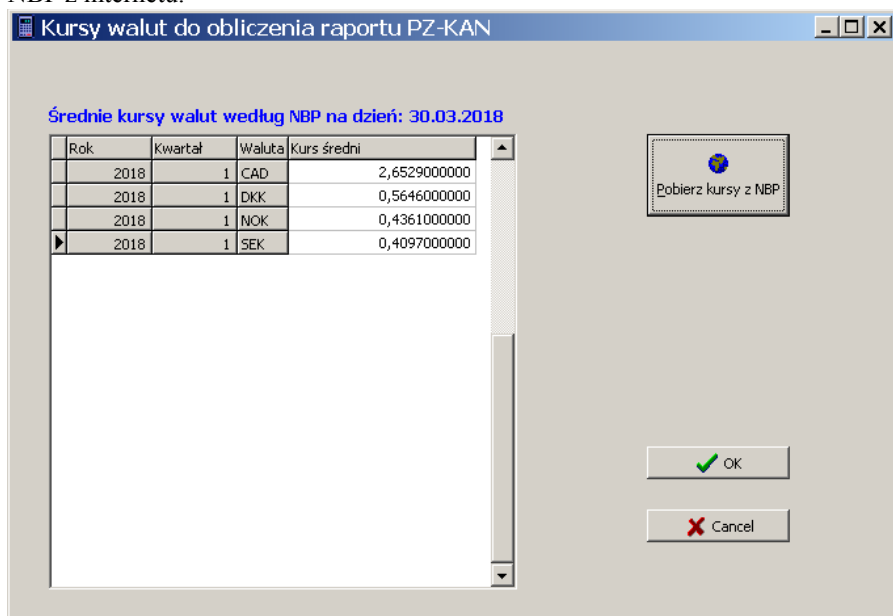 NBP z internetu.
Kursy walut do obliczenia raportu PZ-KAN
Średnie kursy walut według NBP na dzień: 30.03.2018
Rok Kwartał Waluta Kurs średni
2018 1 CAD 2,6529000000
2018 1 DKK 0,5646000000
2018 1 NOK 0,4361000000
2018 1 SEK 0,4097000000
Pobierz kursy z NBP
OK
Cancel